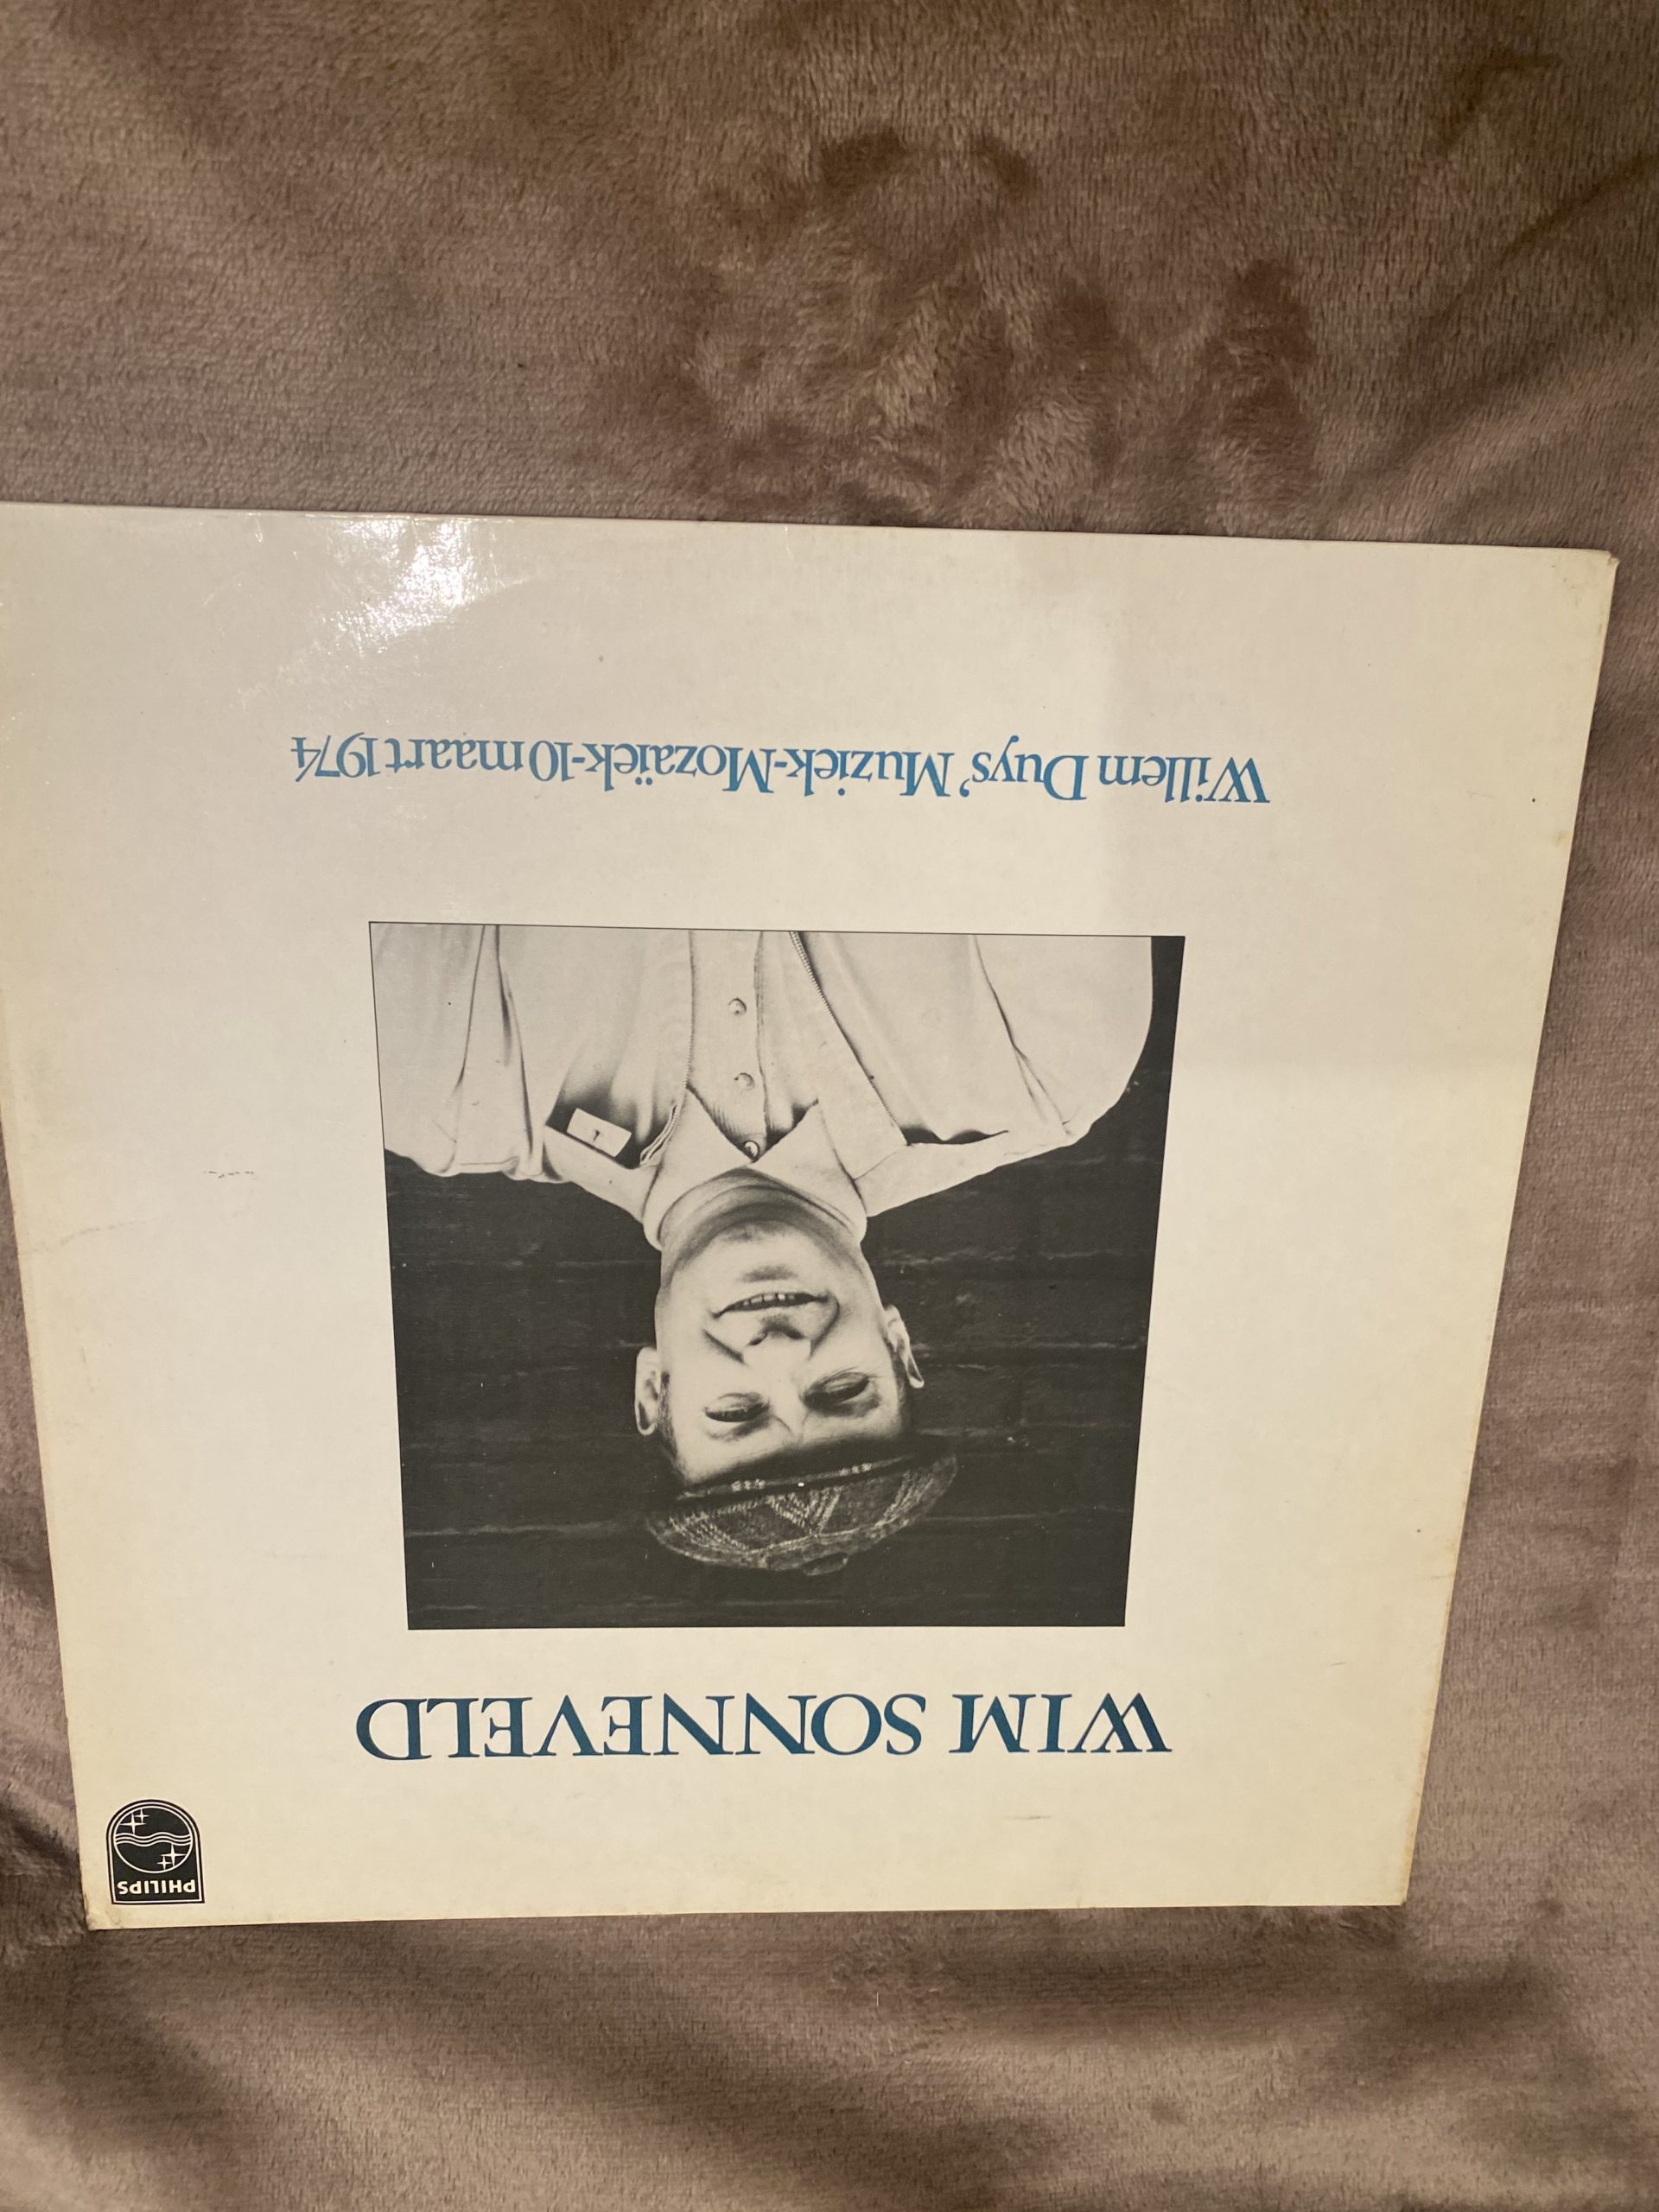 PHILIPS
WIM SONNEVELD
Willem Duys' Muziek-Mozaïek-10 maart 1974